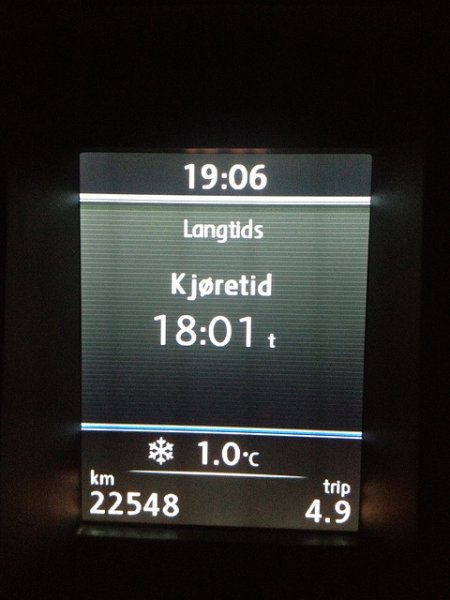 19:06
Langtids
Kjøretid
18:01 t
1.0°C
km trip
22548 4.9